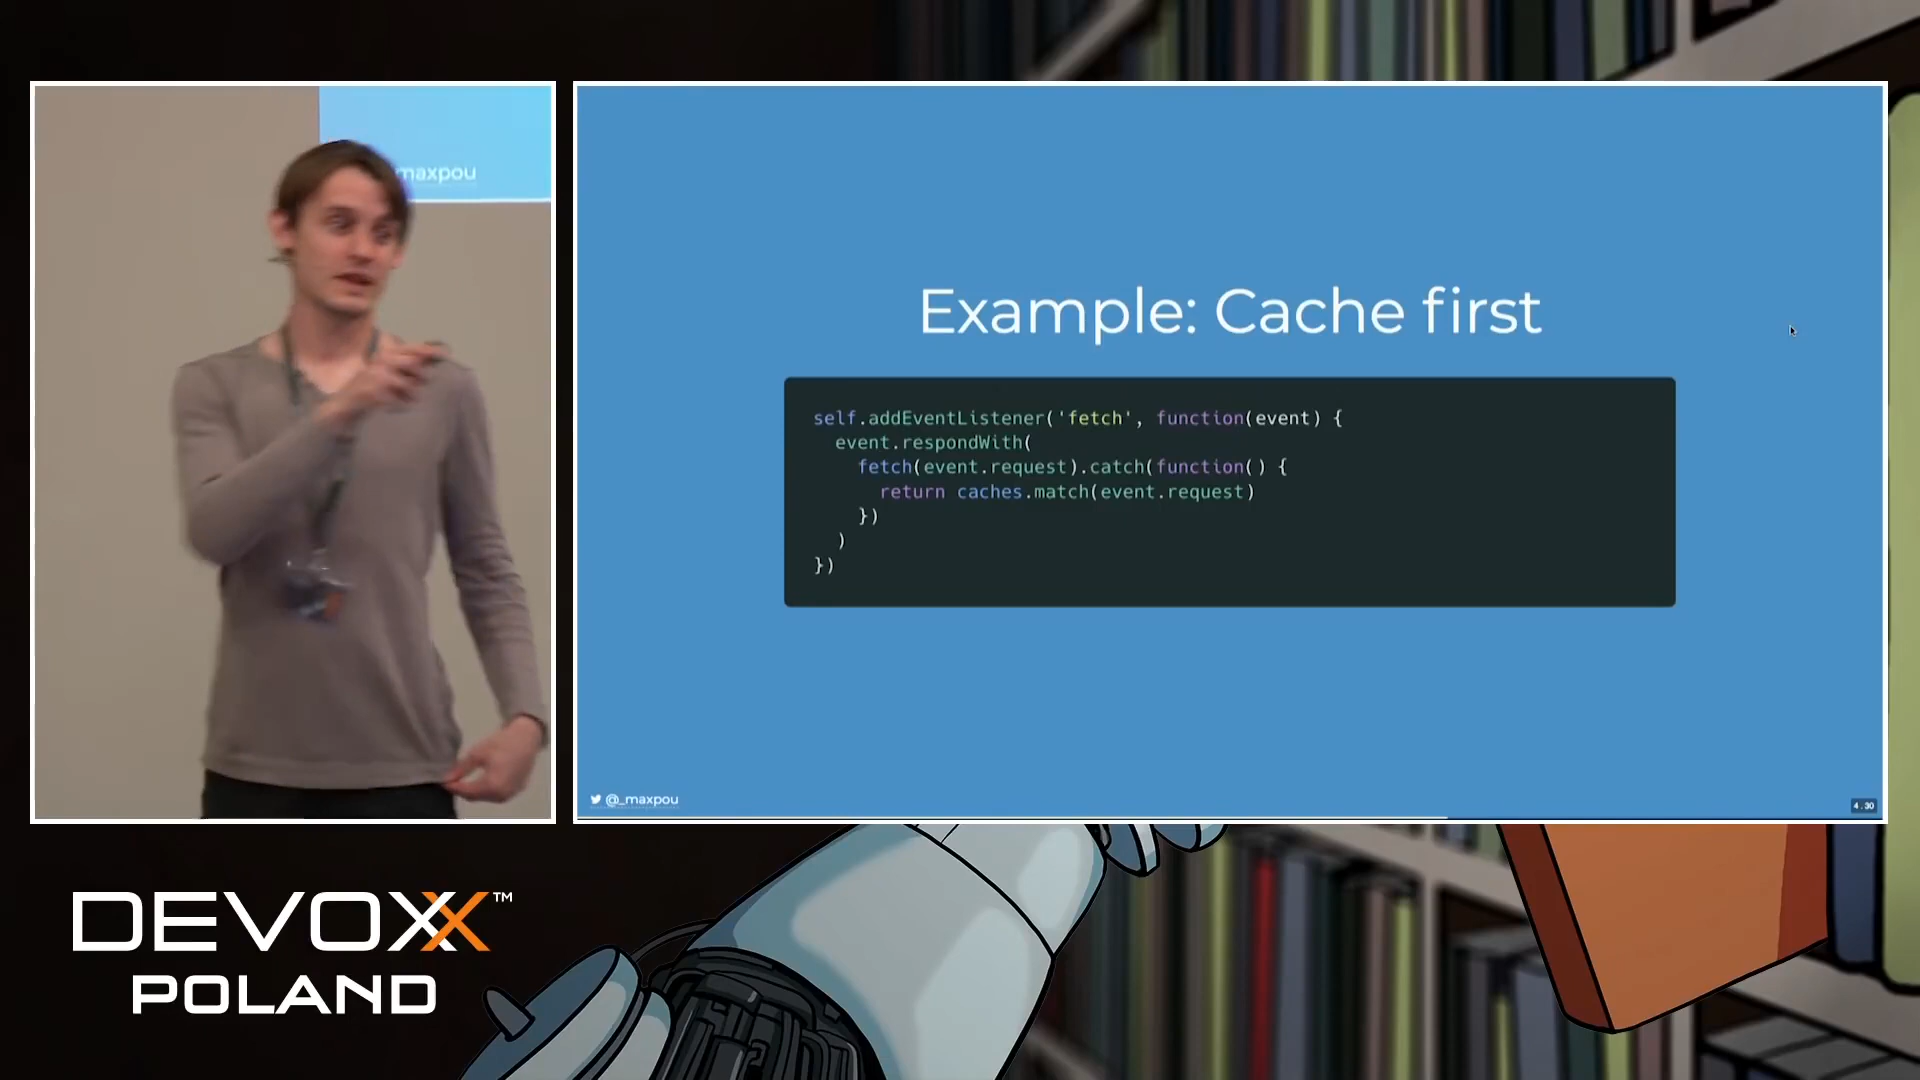 maxpou
Example: Cache first
self.addEventListener('fetch', function(event) {
event.respondWith(
fetch(event.request).catch(function() {
return caches.match(event.request)
})
)
})
@_maxpou
4.30
DEVOXX™
POLAND